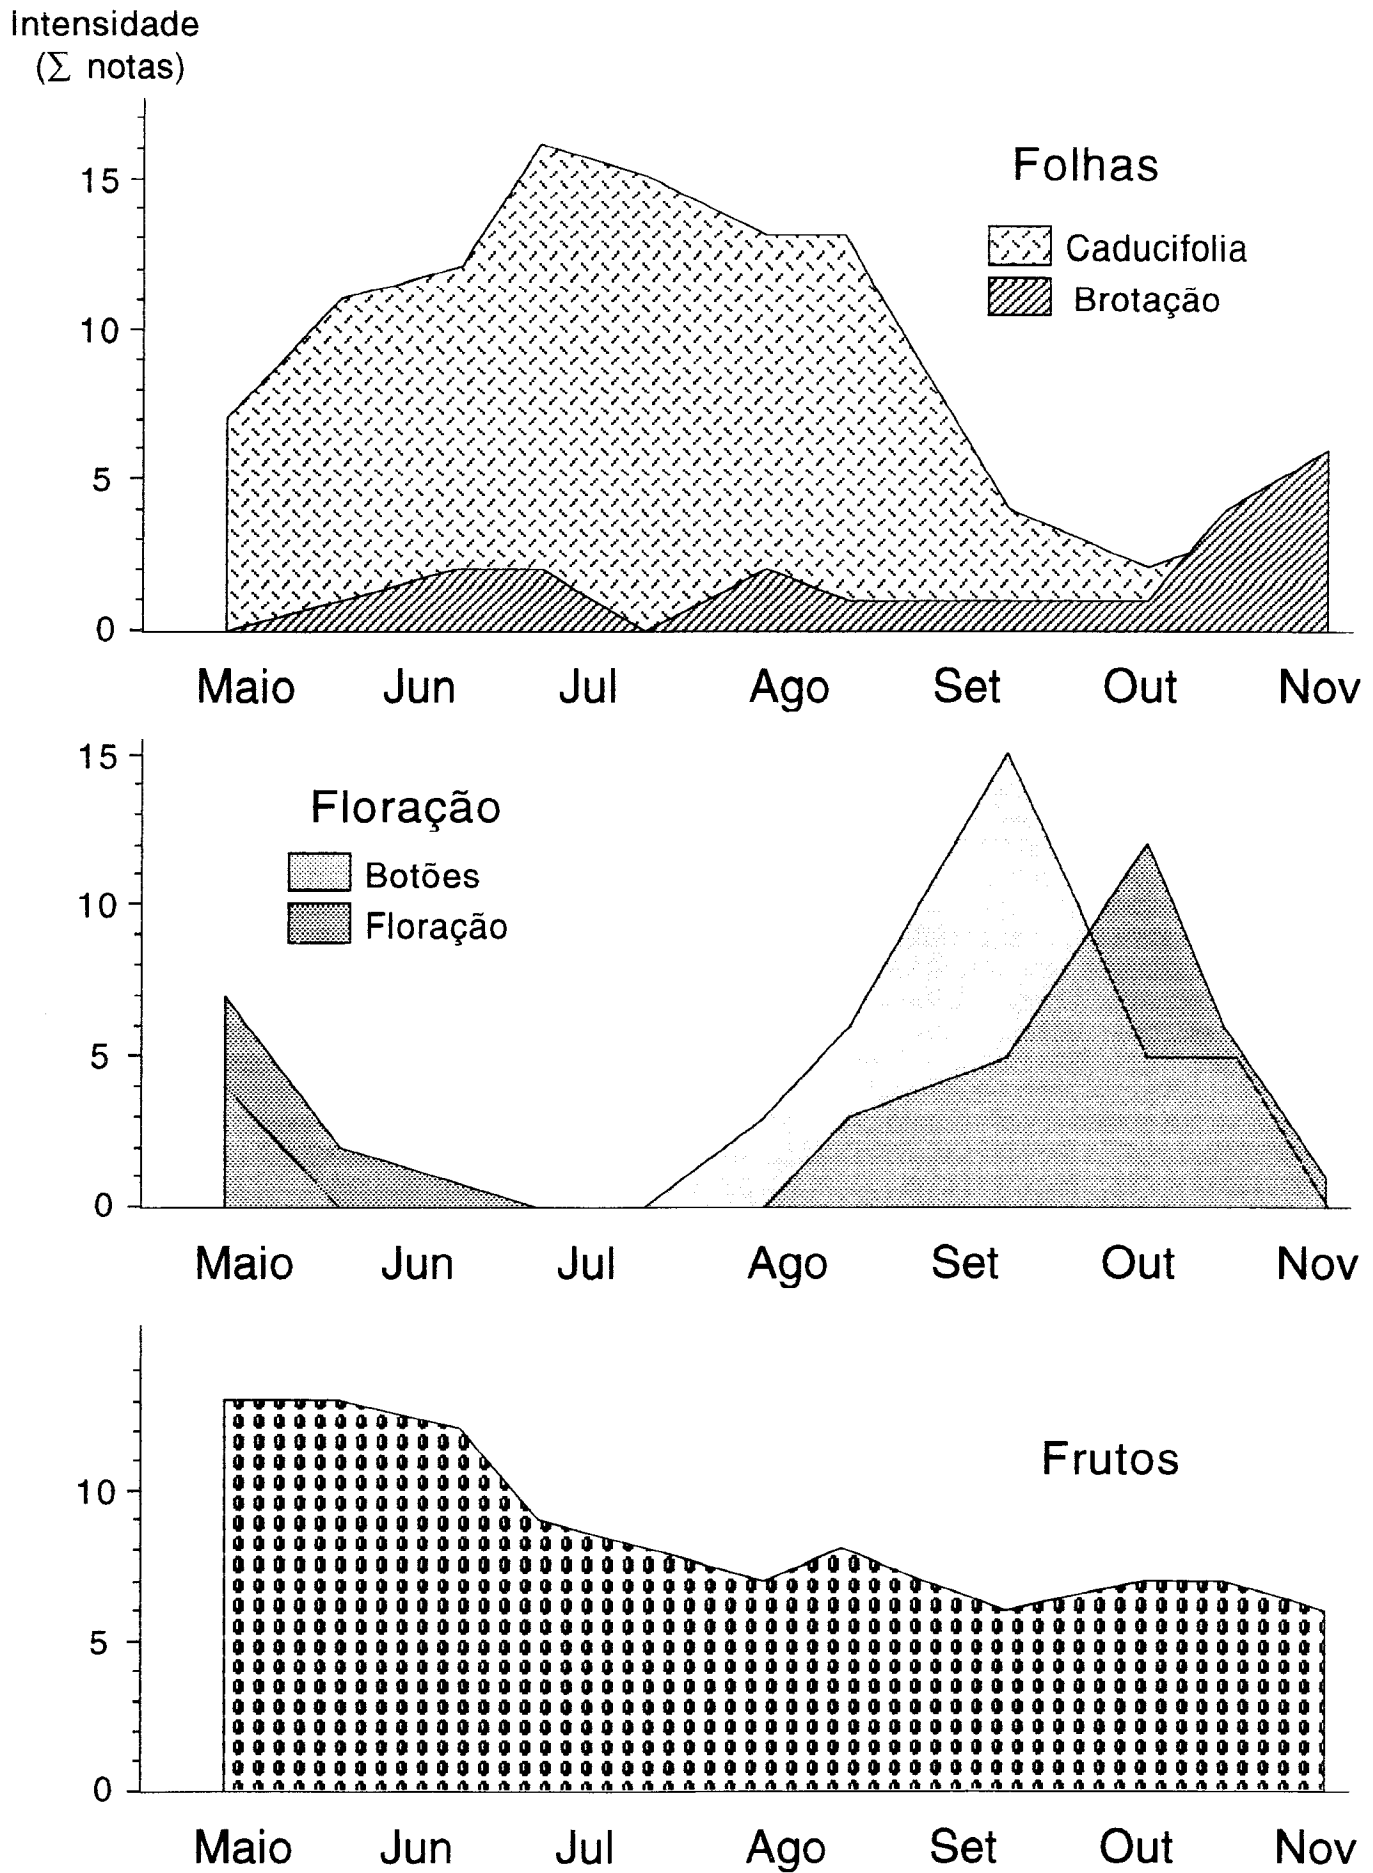 Intensidade
(∑ notas)
Folhas
Caducifolia
Brotação
15
10
5
0
Maio Jun Jul Ago Set Out Nov
Floração
Botões
Floração
15
10
5
0
Maio Jun Jul Ago Set Out Nov
Frutos
10
5
0
Maio Jun Jul Ago Set Out Nov